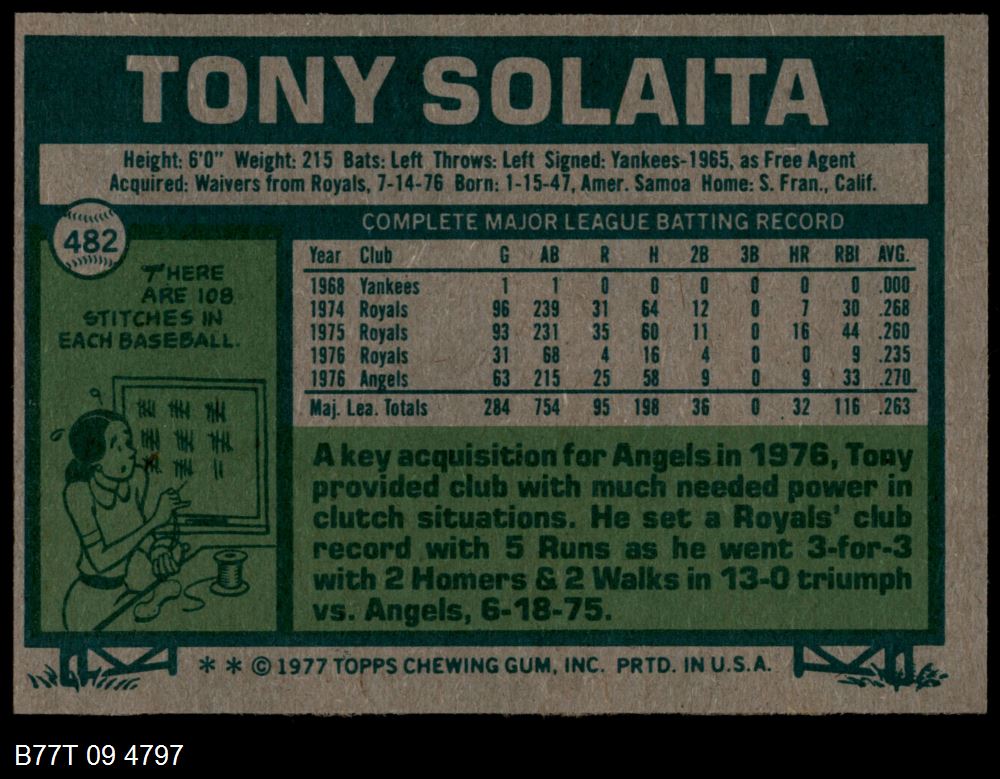 TONY SOLAITA
Height: 6'0" Weight: 215 Bats: Left Throws: Left Signed: Yankees-1965, as Free Agent
Acquired: Waivers from Royals, 7-14-76 Born: 1-15-47, Amer. Samoa Home: S. Fran., Calif.
482
THERE
ARE 108
STITCHES IN
EACH BASEBALL.
COMPLETE MAJOR LEAGUE BATTING RECORD
Year Club G AB R H 2B 3B HR RBI AVG.
1968 Yankees 1 1 0 0 0 0 0 0 .000
1974 Royals 96 239 31 64 12 0 7 30 .268
1975 Royals 93 231 35 60 11 0 16 44 .260
1976 Royals 31 68 4 16 4 0 0 9 .235
1976 Angels 63 215 25 58 9 0 9 33 .270
Maj. Lea. Totals 284 754 95 198 36 0 32 116 .263
A key acquisition for Angels in 1976, Tony
provided club with much needed power in
clutch situations. He set a Royals' club
record with 5 Runs as he went 3-for-3
with 2 Homers & 2 Walks in 13-0 triumph
vs. Angels, 6-18-75.
* * © 1977 TOPPS CHEWING GUM, INC. PRTD. IN U.S.A.
B77T 09 4797